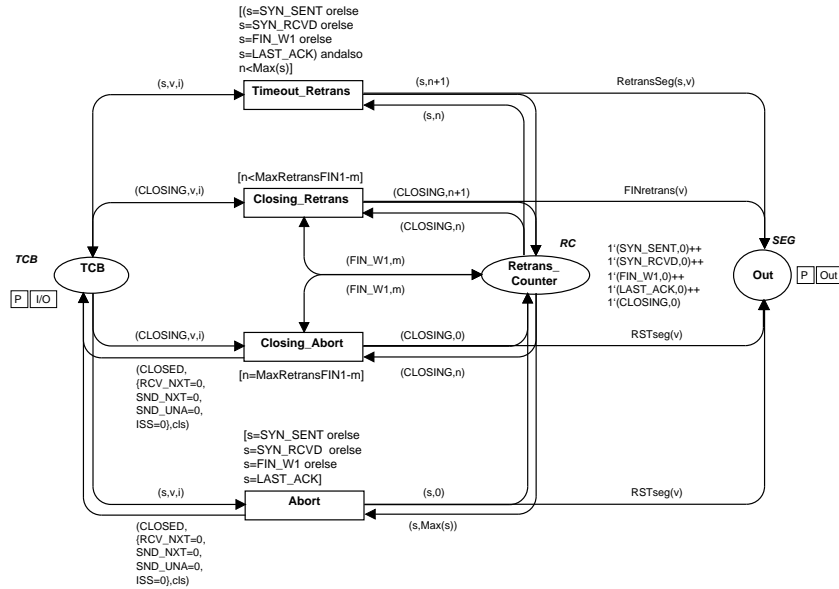 [(s=SYN_SENT orelse
s=SYN_RCVD orelse
s=FIN_W1 orelse
s=LAST_ACK) andalso
n<Max(s)]
(s,v,i)
Timeout_Retrans
(s,n+1)
RetransSeg(s,v)
(s,n)
[n<MaxRetransFIN1-m]
(CLOSING,v,i)
Closing_Retrans
(CLOSING,n+1)
FINretrans(v)
(CLOSING,n)
RC
SEG
TCB
TCB
(FIN_W1,m)
(FIN_W1,m)
Retrans_
Counter
1‘(SYN_SENT,0)++
1‘(SYN_RCVD,0)++
1‘(FIN_W1,0)++
1‘(LAST_ACK,0)++
1‘(CLOSING,0)
Out
P Out
P I/O
(CLOSING,v,i)
Closing_Abort
(CLOSING,0)
RSTseg(v)
(CLOSED,
{RCV_NXT=0,
SND_NXT=0,
SND_UNA=0,
ISS=0},cls)
[n=MaxRetransFIN1-m]
(CLOSING,n)
[s=SYN_SENT orelse
s=SYN_RCVD orelse
s=FIN_W1 orelse
s=LAST_ACK]
(s,v,i)
Abort
(s,0)
RSTseg(v)
(s,Max(s))
(CLOSED,
{RCV_NXT=0,
SND_NXT=0,
SND_UNA=0,
ISS=0},cls)